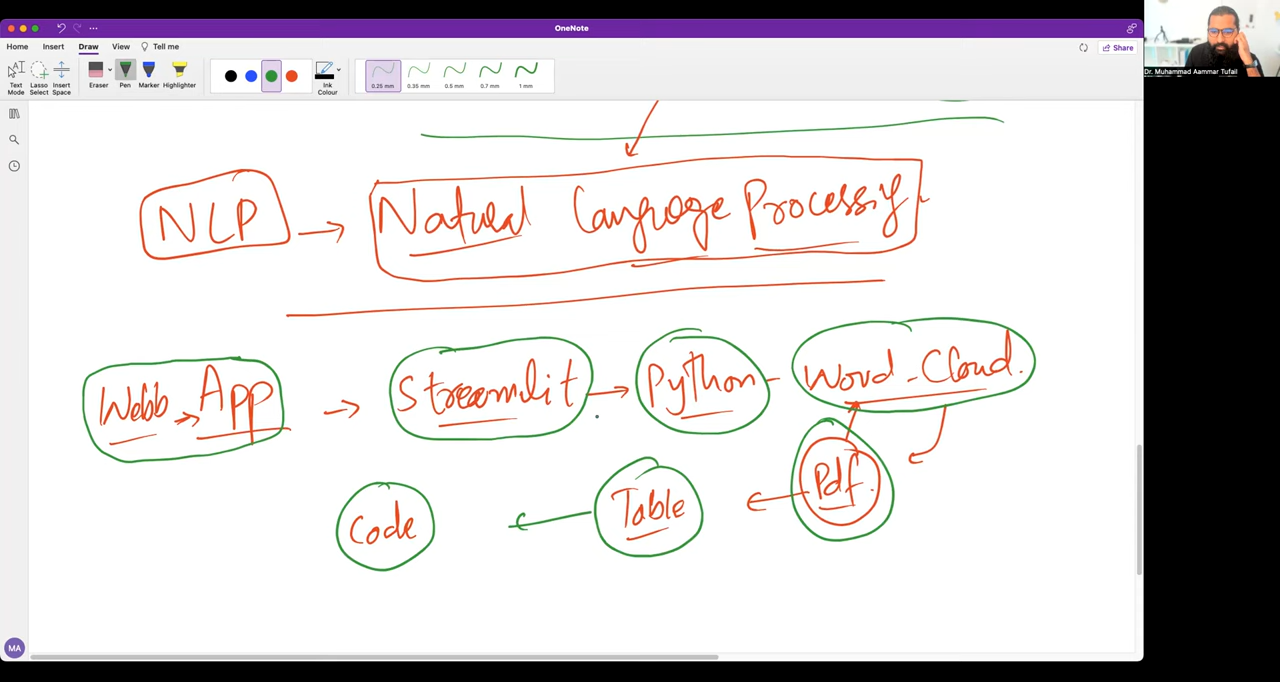 OneNote
Home Insert Draw View Tell me
Share
Text Mode
Lasso Select
Insert Space
Eraser
Pen
Marker
Highlighter
Ink Colour
0.25 mm
0.35 mm
0.5 mm
0.7 mm
1 mm
Dr. Muhammad Aammar Tufail
NLP → Natural Language Processing
Webb → App → Streamlit → Python - Word-Cloud.
Code ← Table ← Pdf.
MA